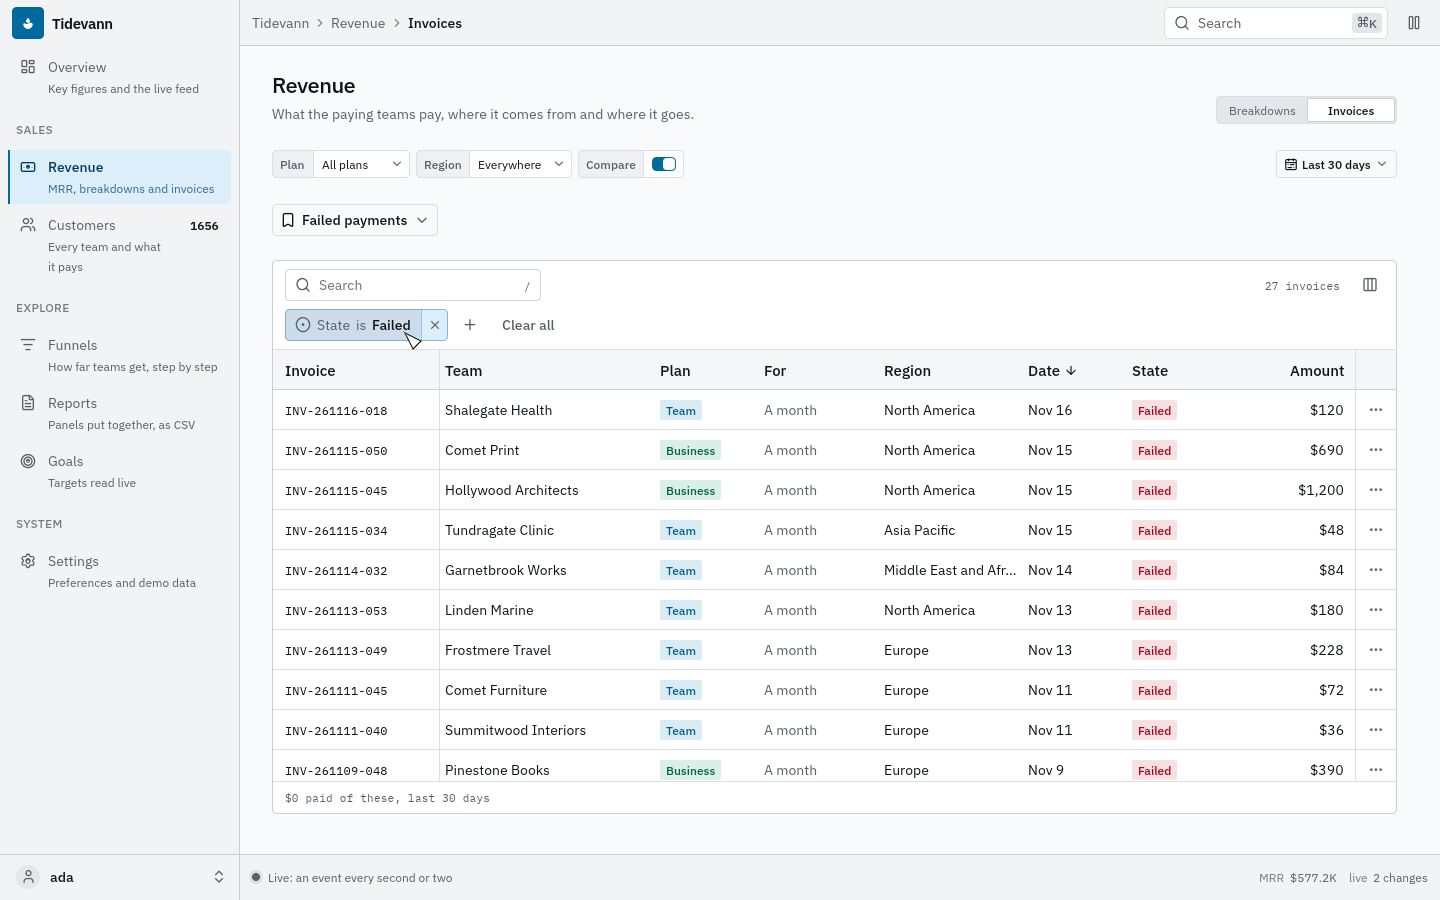 Tidevann
Overview
Key figures and the live feed
SALES
Revenue
MRR, breakdowns and invoices
Customers 1656
Every team and what
it pays
EXPLORE
Funnels
How far teams get, step by step
Reports
Panels put together, as CSV
Goals
Targets read live
SYSTEM
Settings
Preferences and demo data
ada
Tidevann > Revenue > Invoices
Search ⌘K
Revenue
What the paying teams pay, where it comes from and where it goes.
Breakdowns Invoices
Plan All plans Region Everywhere Compare Last 30 days
Failed payments
Search /
27 invoices
State is Failed Clear all
Invoice Team Plan For Region Date State Amount
INV-261116-018 Shalegate Health Team A month North America Nov 16 Failed $120
INV-261115-050 Comet Print Business A month North America Nov 15 Failed $690
INV-261115-045 Hollywood Architects Business A month North America Nov 15 Failed $1,200
INV-261115-034 Tundragate Clinic Team A month Asia Pacific Nov 15 Failed $48
INV-261114-032 Garnetbrook Works Team A month Middle East and Afr... Nov 14 Failed $84
INV-261113-053 Linden Marine Team A month North America Nov 13 Failed $180
INV-261113-049 Frostmere Travel Team A month Europe Nov 13 Failed $228
INV-261111-045 Comet Furniture Team A month Europe Nov 11 Failed $72
INV-261111-040 Summitwood Interiors Team A month Europe Nov 11 Failed $36
INV-261109-048 Pinestone Books Business A month Europe Nov 9 Failed $390
$0 paid of these, last 30 days
Live: an event every second or two
MRR $577.2K live 2 changes